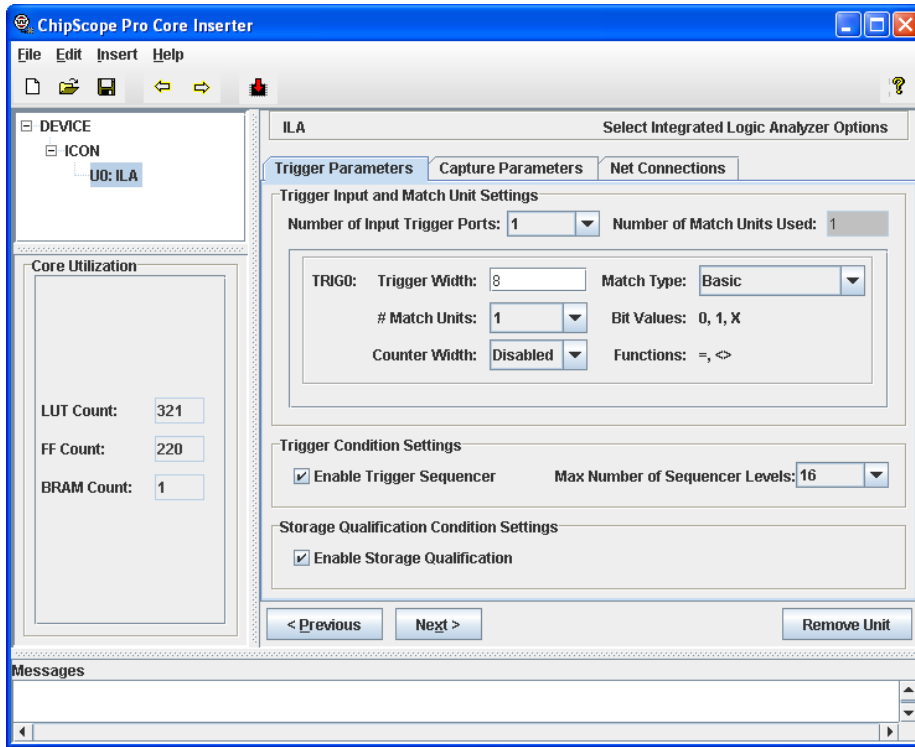 ChipScope Pro Core Inserter
File Edit Insert Help
DEVICE
ICON
U0: ILA
Core Utilization
LUT Count: 321
FF Count: 220
BRAM Count: 1
ILA Select Integrated Logic Analyzer Options
Trigger Parameters Capture Parameters Net Connections
Trigger Input and Match Unit Settings
Number of Input Trigger Ports: 1 Number of Match Units Used: 1
TRIG0: Trigger Width: 8 Match Type: Basic
# Match Units: 1 Bit Values: 0, 1, X
Counter Width: Disabled Functions: =, <>
Trigger Condition Settings
Enable Trigger Sequencer Max Number of Sequencer Levels: 16
Storage Qualification Condition Settings
Enable Storage Qualification
< Previous Next > Remove Unit
Messages